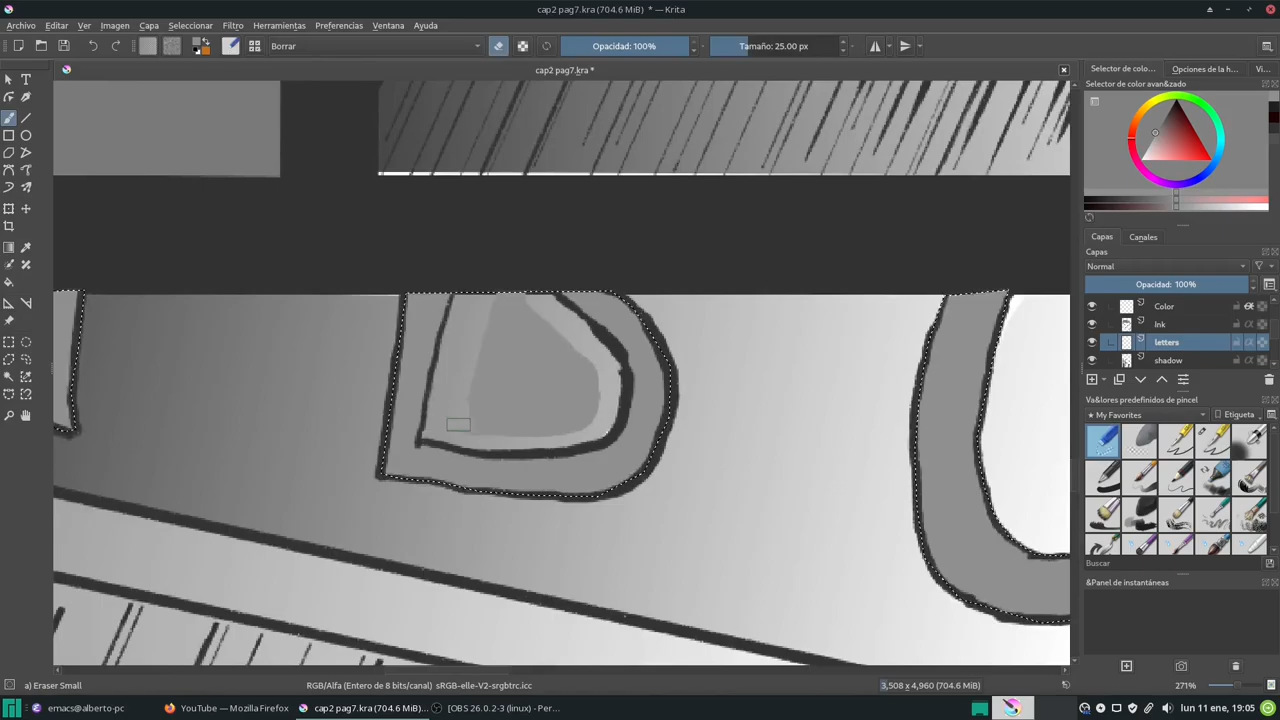 cap2 pag7.kra (704.6 MiB) * — Krita
Archivo Editar Ver Imagen Capa Seleccionar Filtro Herramientas Preferencias Ventana Ayuda
Borrar
Opacidad: 100%
Tamaño: 25.00 px
cap2 pag7.kra *
Selector de colo...
Opciones de la h...
Vi...
Selector de color avan&zado
Capas
Canales
Capas
Normal
Opacidad: 100%
Color
Ink
letters
shadow
Va&lores predefinidos de pincel
My Favorites
Etiqueta
Buscar
&Panel de instantáneas
a) Eraser Small
RGB/Alfa (Entero de 8 bits/canal) sRGB-elle-V2-srgbtrc.icc
3,508 x 4,960 (704.6 MiB)
271%
emacs@alberto-pc
YouTube — Mozilla Firefox
cap2 pag7.kra (704.6 MiB) ...
[OBS 26.0.2-3 (linux) - Per...
lun 11 ene, 19:05